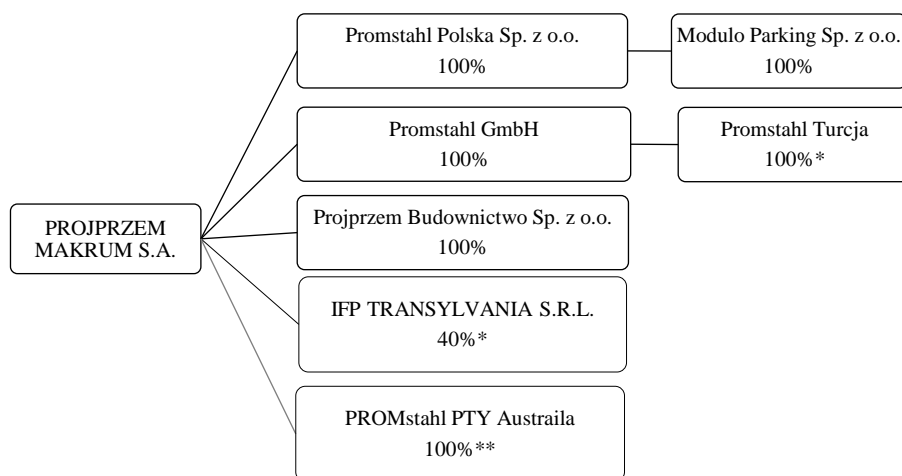 Promstahl Polska Sp. z o.o.
100%
Modulo Parking Sp. z o.o.
100%
Promstahl GmbH
100%
Promstahl Turcja
100%*
PROJPRZEM
MAKRUM S.A.
Projprzem Budownictwo Sp. z o.o.
100%
IFP TRANSYLVANIA S.R.L.
40%*
PROMstahl PTY Austraila
100%**